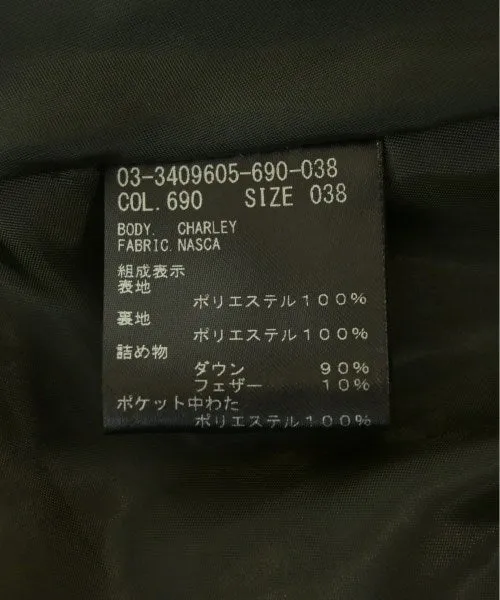 03-3409605-690-038
COL. 690 SIZE 038
BODY. CHARLEY
FABRIC. NASCA
組成表示
表地
ポリエステル100%
裏地
ポリエステル100%
詰め物
ダウン 90%
フェザー 10%
ポケット中わた
ポリエステル100%